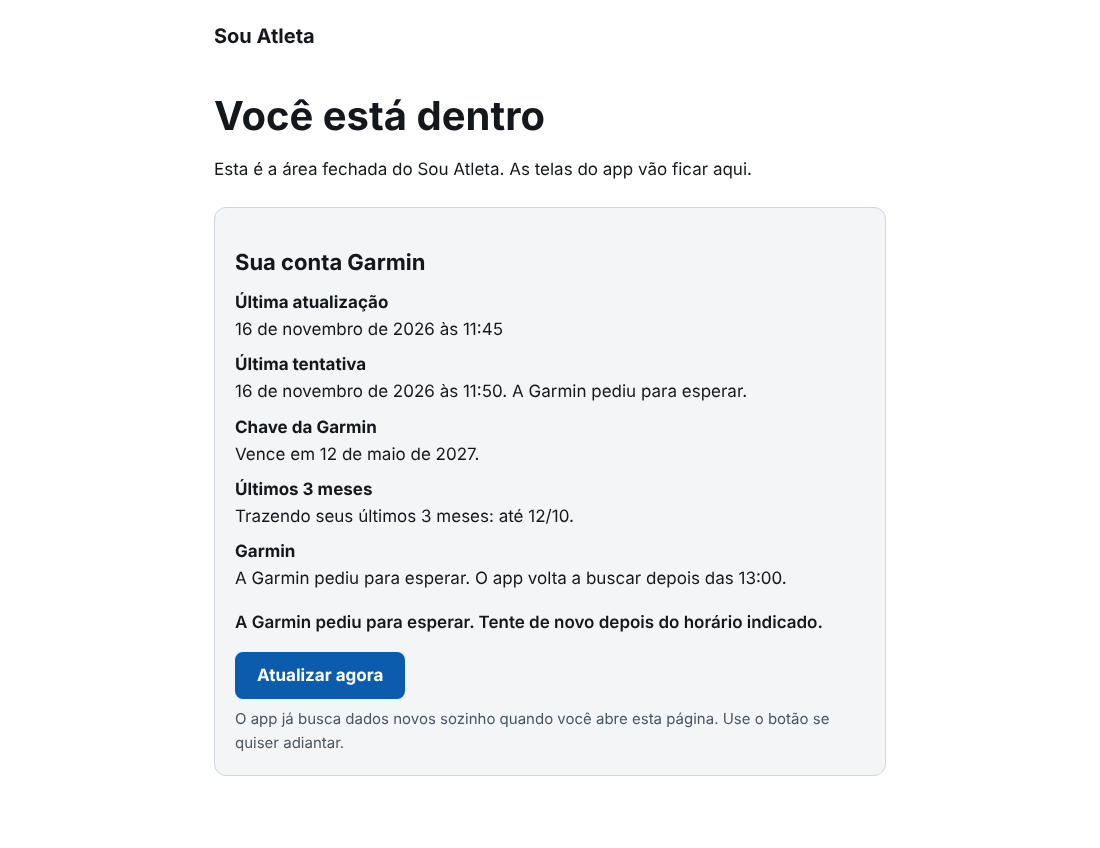 Sou Atleta
Você está dentro
Esta é a área fechada do Sou Atleta. As telas do app vão ficar aqui.
Sua conta Garmin
Última atualização
16 de novembro de 2026 às 11:45
Última tentativa
16 de novembro de 2026 às 11:50. A Garmin pediu para esperar.
Chave da Garmin
Vence em 12 de maio de 2027.
Últimos 3 meses
Trazendo seus últimos 3 meses: até 12/10.
Garmin
A Garmin pediu para esperar. O app volta a buscar depois das 13:00.
A Garmin pediu para esperar. Tente de novo depois do horário indicado.
Atualizar agora
O app já busca dados novos sozinho quando você abre esta página. Use o botão se
quiser adiantar.